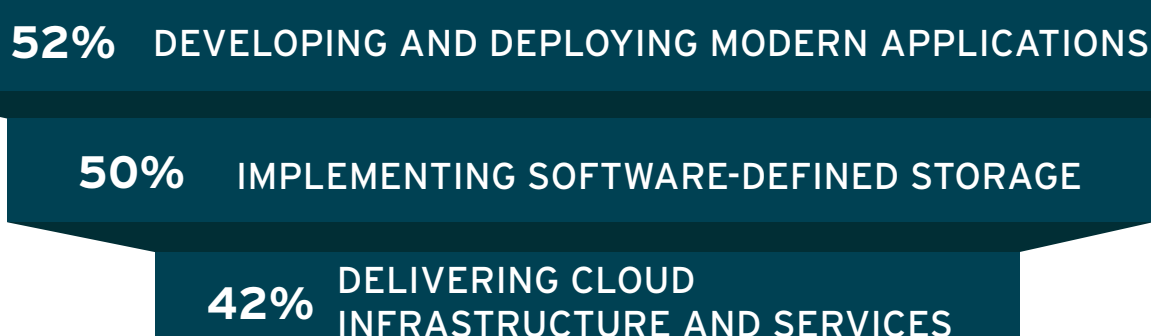 52% DEVELOPING AND DEPLOYING MODERN APPLICATIONS
50% IMPLEMENTING SOFTWARE-DEFINED STORAGE
42% DELIVERING CLOUD
INFRASTRUCTURE AND SERVICES